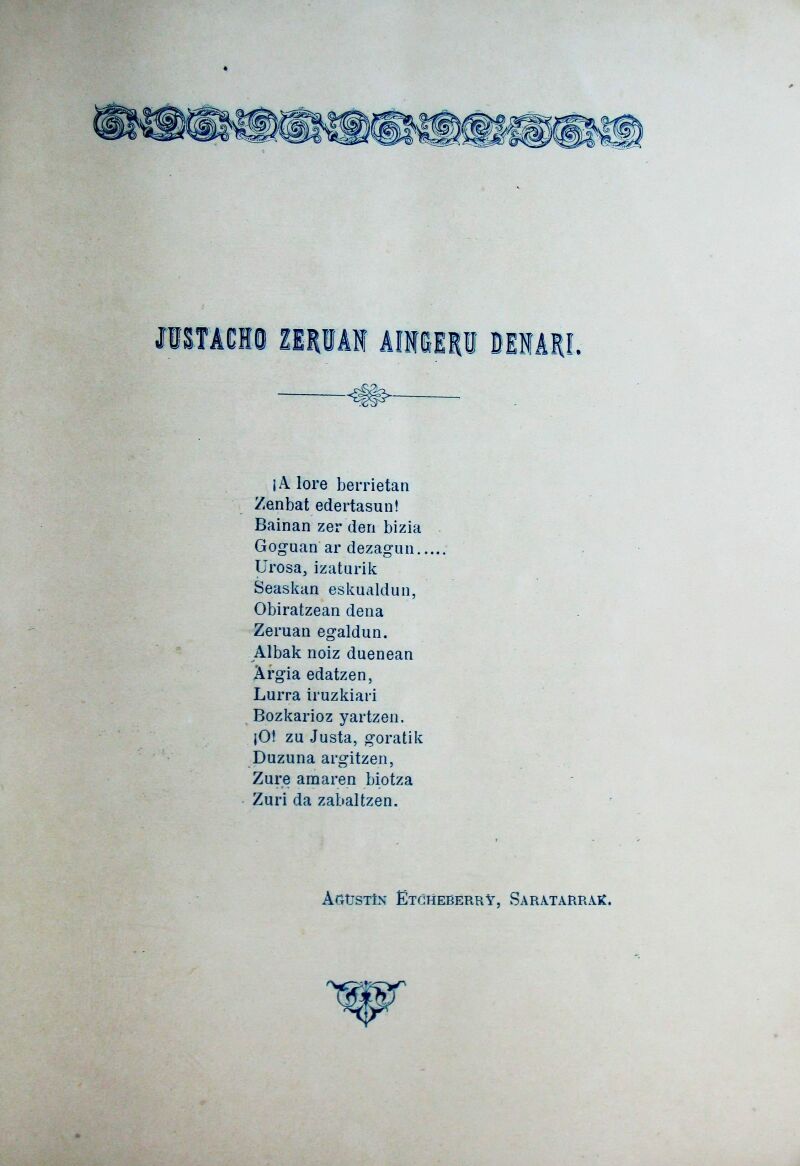 JUSTACHO ZERUAN AINGERU DENARI.
¡A lore berrietan
Zenbat edertasun!
Bainan zer den bizia
Goguan ar dezagun.....
Urosa, izaturik
Seaskan eskualdun,
Obiratzean dena
Zeruan egaldun.
Albak noiz duenean
Argia edatzen,
Lurra iruzkiari
Bozkarioz yartzen.
¡O! zu Justa, goratik
Duzuna argitzen,
Zure amaren biotza
Zuri da zabaltzen.
AGUSTÍN ETCHEBERRY, SARATARRAK.